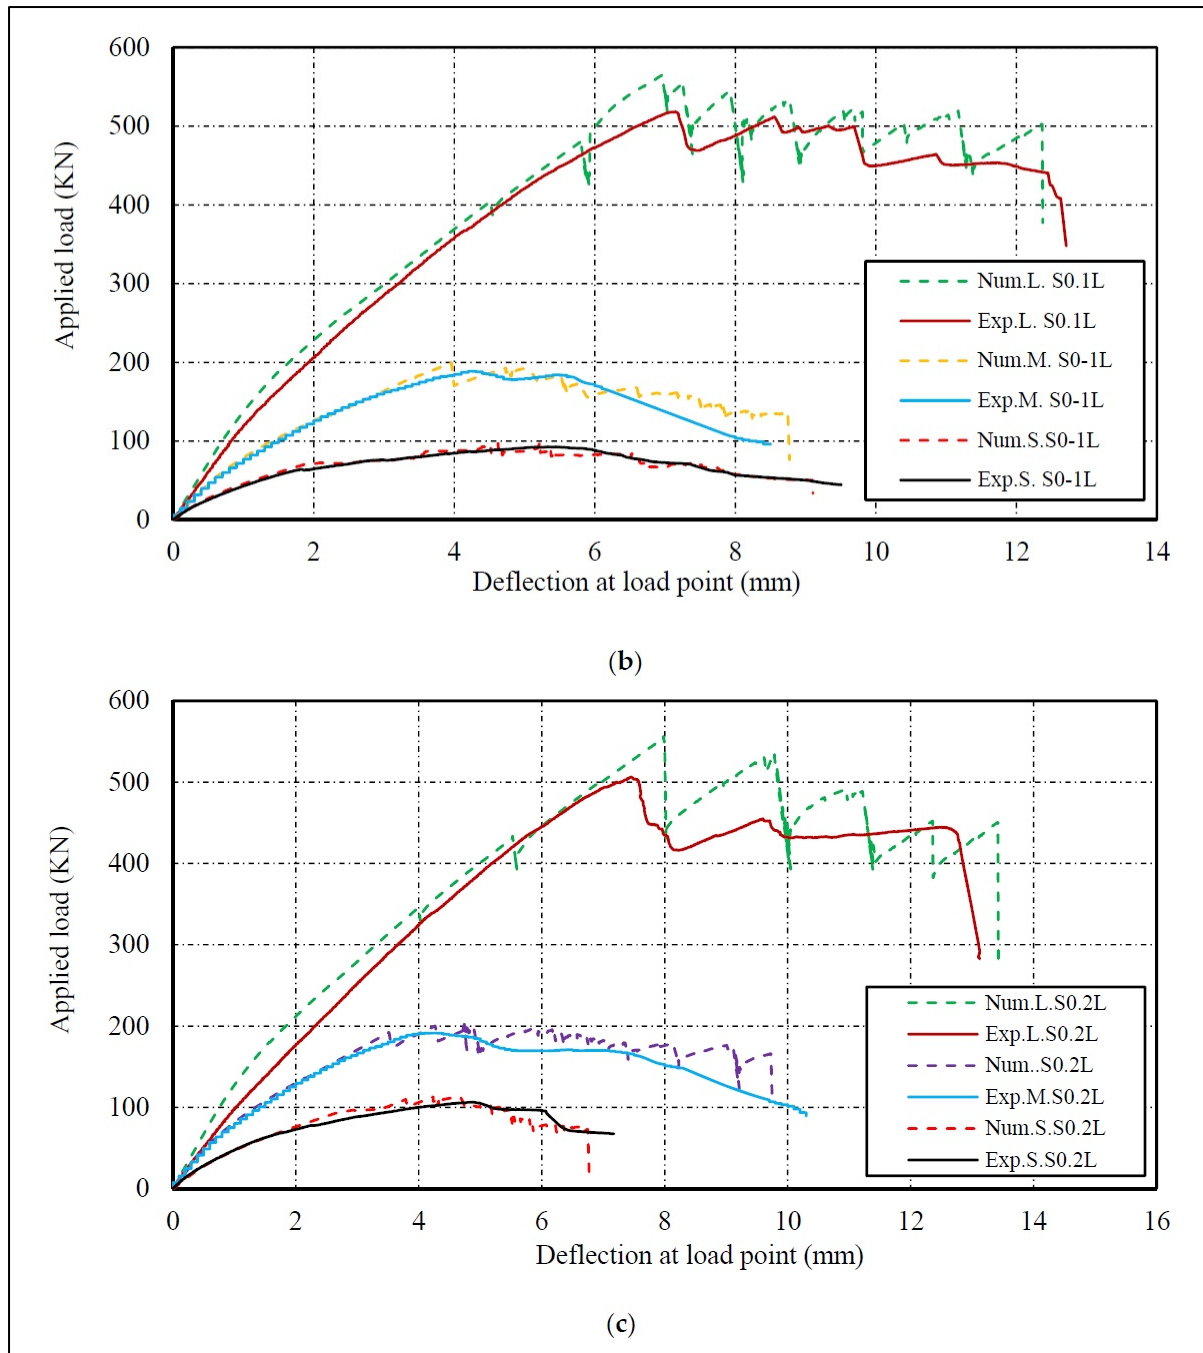 600
500
400
300
200
100
0
Applied load (KN)
0 2 4 6 8 10 12 14
Deflection at load point (mm)
Num.L. S0.1L
Exp.L. S0.1L
Num.M. S0-1L
Exp.M. S0-1L
Num.S.S0-1L
Exp.S. S0-1L
(b)
600
500
400
300
200
100
0
Applied load (KN)
0 2 4 6 8 10 12 14 16
Deflection at load point (mm)
Num.L.S0.2L
Exp.L.S0.2L
Num..S0.2L
Exp.M.S0.2L
Num.S.S0.2L
Exp.S.S0.2L
(c)